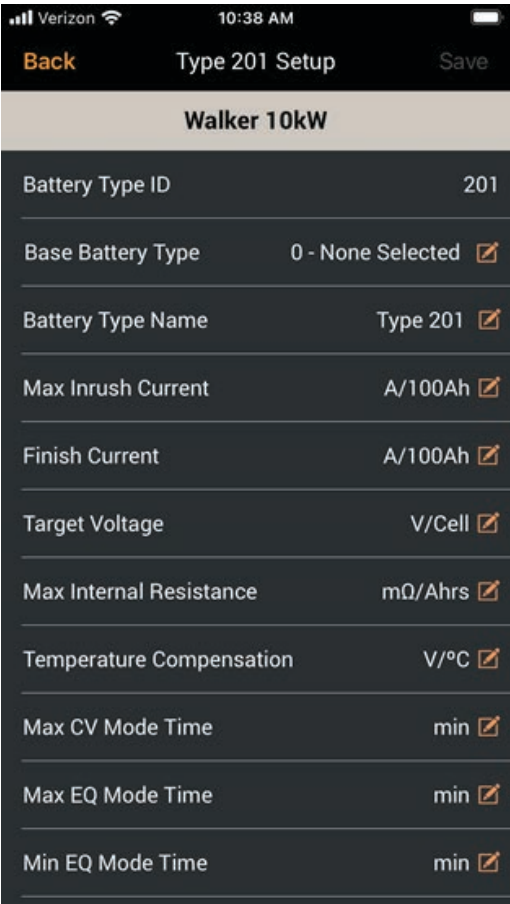 Verizon 10:38 AM
Back Type 201 Setup Save
Walker 10kW
Battery Type ID 201
Base Battery Type 0 - None Selected
Battery Type Name Type 201
Max Inrush Current A/100Ah
Finish Current A/100Ah
Target Voltage V/Cell
Max Internal Resistance mΩ/Ahrs
Temperature Compensation V/ºC
Max CV Mode Time min
Max EQ Mode Time min
Min EQ Mode Time min